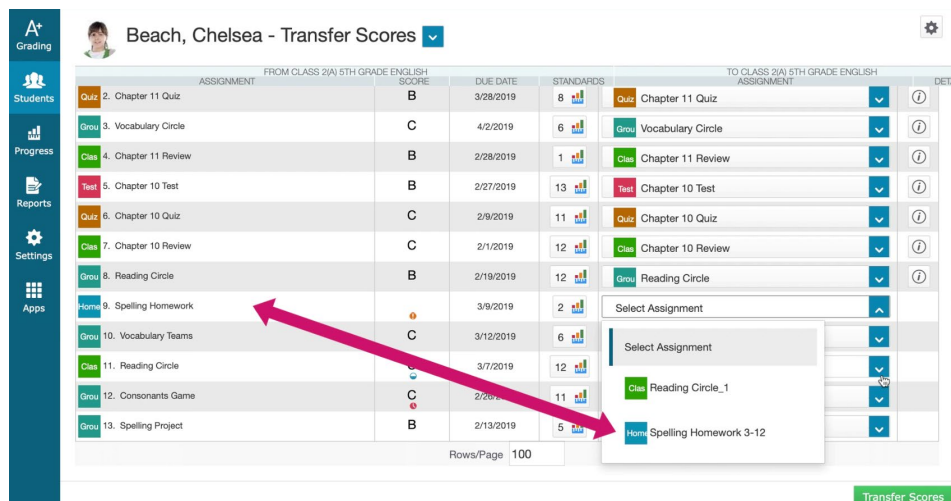 A+
Grading
Students
Progress
Reports
Settings
Apps
Beach, Chelsea - Transfer Scores
FROM CLASS 2(A) 5TH GRADE ENGLISH TO CLASS 2(A) 5TH GRADE ENGLISH
ASSIGNMENT SCORE DUE DATE STANDARDS ASSIGNMENT DET
Quiz 2. Chapter 11 Quiz B 3/28/2019 8 Quiz Chapter 11 Quiz
Grou 3. Vocabulary Circle C 4/2/2019 6 Grou Vocabulary Circle
Clas 4. Chapter 11 Review B 2/28/2019 1 Clas Chapter 11 Review
Test 5. Chapter 10 Test B 2/27/2019 13 Test Chapter 10 Test
Quiz 6. Chapter 10 Quiz C 2/9/2019 11 Quiz Chapter 10 Quiz
Clas 7. Chapter 10 Review C 2/1/2019 12 Clas Chapter 10 Review
Grou 8. Reading Circle B 2/19/2019 12 Grou Reading Circle
Home 9. Spelling Homework 3/9/2019 2 Select Assignment
Grou 10. Vocabulary Teams C 3/12/2019 6
Select Assignment
Clas 11. Reading Circle 3/7/2019 12
Clas Reading Circle_1
Grou 12. Consonants Game C 11
Grou 13. Spelling Project B 2/13/2019 5
Home Spelling Homework 3-12
Rows/Page 100
Transfer Scores